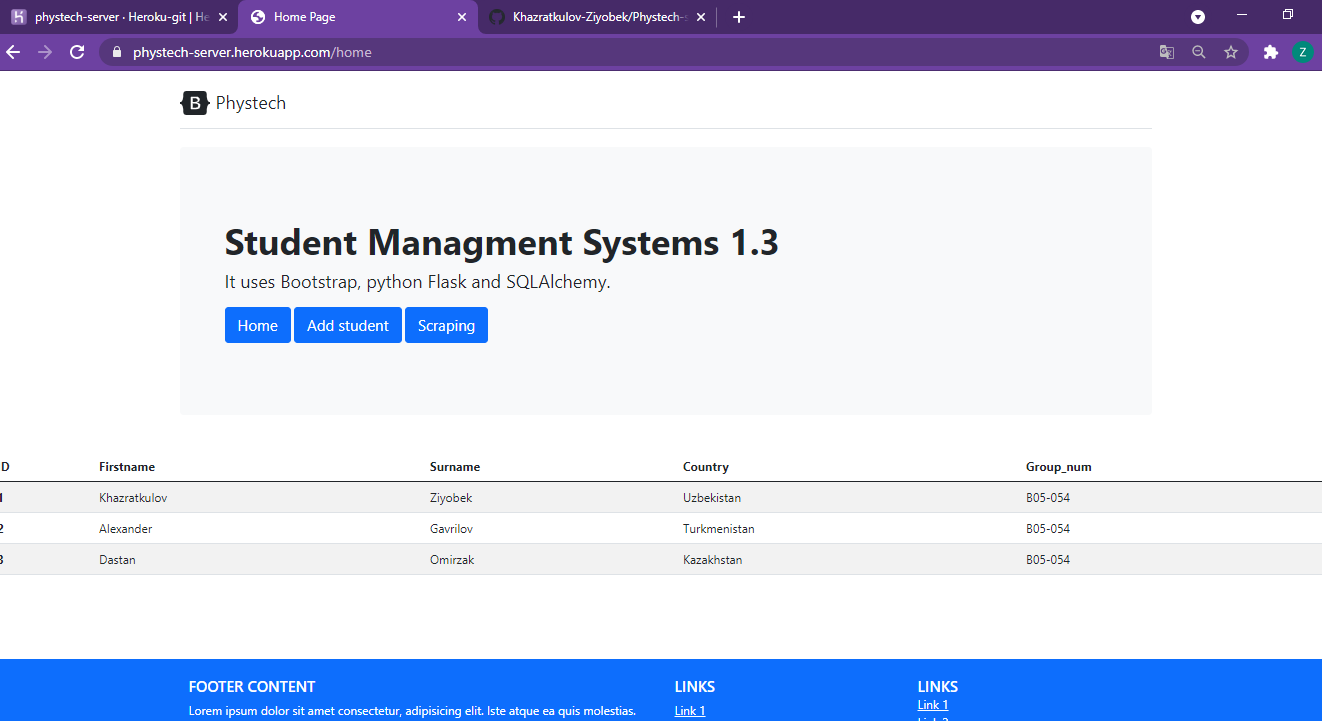 phystech-server · Heroku-git | He
Home Page
Khazratkulov-Ziyobek/Phystech-s
phystech-server.herokuapp.com/home
Z
B Phystech
Student Managment Systems 1.3
It uses Bootstrap, python Flask and SQLAlchemy.
Home Add student Scraping
ID Firstname Surname Country Group_num
1 Khazratkulov Ziyobek Uzbekistan B05-054
2 Alexander Gavrilov Turkmenistan B05-054
3 Dastan Omirzak Kazakhstan B05-054
FOOTER CONTENT
Lorem ipsum dolor sit amet consectetur, adipisicing elit. Iste atque ea quis molestias.
LINKS
Link 1
LINKS
Link 1